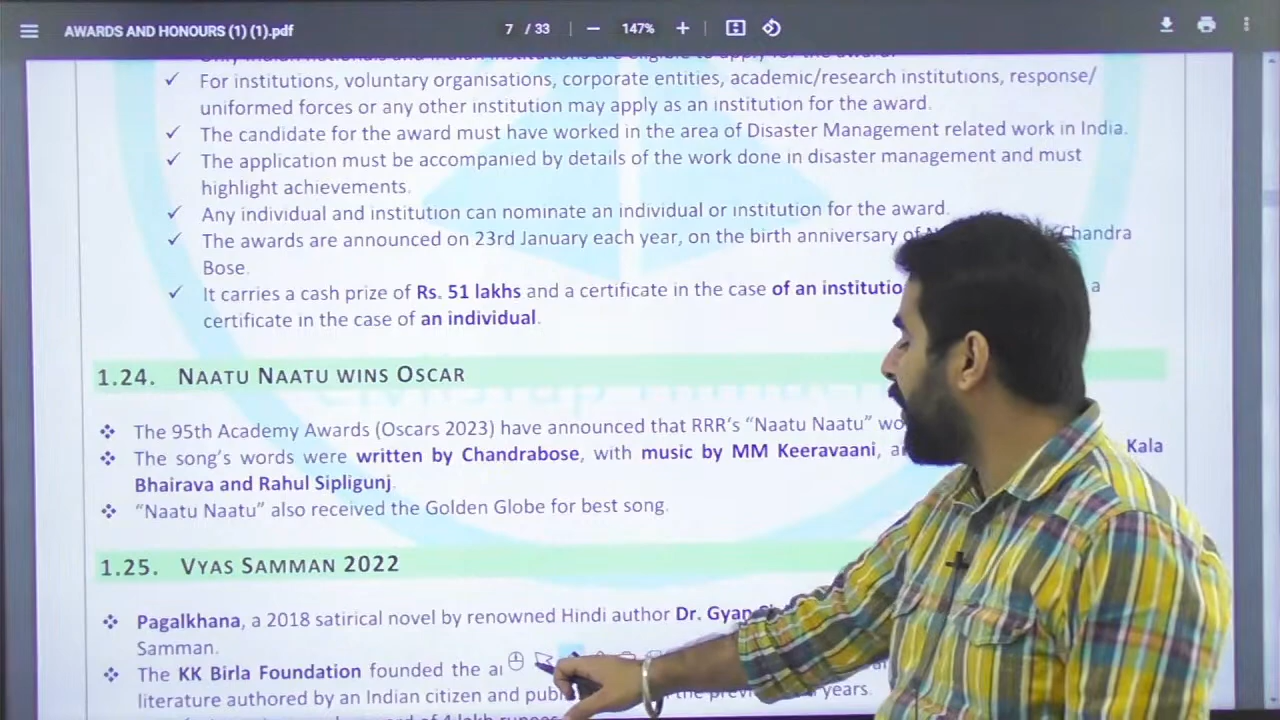 AWARDS AND HONOURS (1) (1).pdf
7 / 33
147%
✓ For institutions, voluntary organisations, corporate entities, academic/research institutions, response/
uniformed forces or any other institution may apply as an institution for the award.
✓ The candidate for the award must have worked in the area of Disaster Management related work in India.
✓ The application must be accompanied by details of the work done in disaster management and must
highlight achievements.
✓ Any individual and institution can nominate an individual or institution for the award.
✓ The awards are announced on 23rd January each year, on the birth anniversary of Chandra
Bose.
✓ It carries a cash prize of Rs. 51 lakhs and a certificate in the case of an institutio a
certificate in the case of an individual.
1.24. NAATU NAATU WINS OSCAR
❖ The 95th Academy Awards (Oscars 2023) have announced that RRR's "Naatu Naatu" wo
❖ The song's words were written by Chandrabose, with music by MM Keeravaani, Kala
Bhairava and Rahul Sipligunj.
❖ "Naatu Naatu" also received the Golden Globe for best song.
1.25. VYAS SAMMAN 2022
❖ Pagalkhana, a 2018 satirical novel by renowned Hindi author Dr. Gyan
Samman.
❖ The KK Birla Foundation founded the
literature authored by an Indian citizen and publ the previ years.